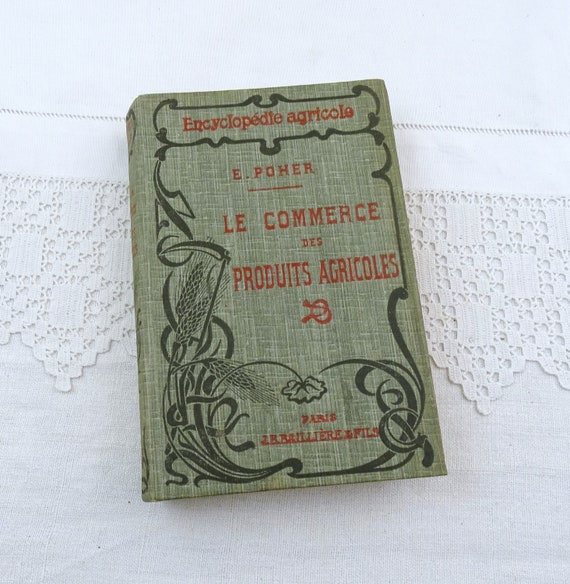 Encyclopédie agricole
E. POHER
LE COMMERCE
DES
PRODUITS AGRICOLES
PARIS
J.B. BAILLIÈRE & FILS